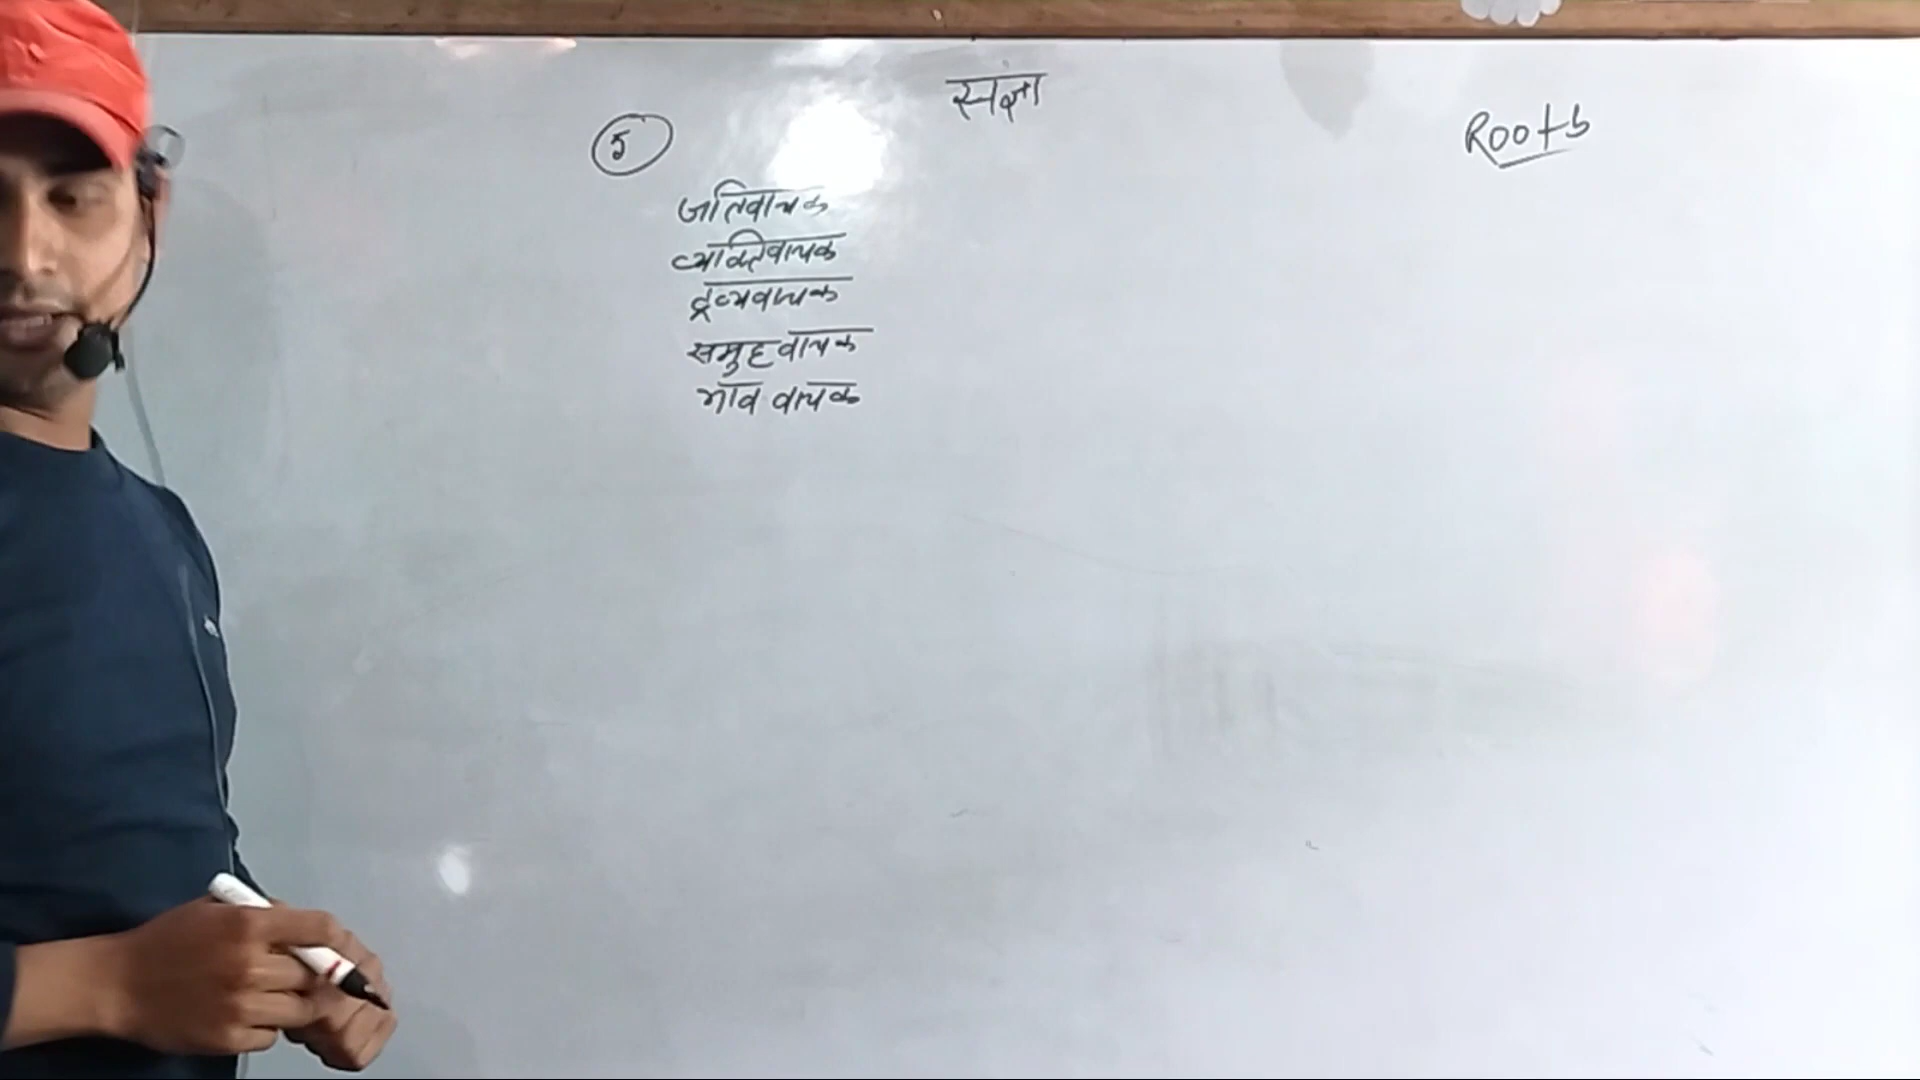 संज्ञा
5
Roots
जातिवाचक
व्यक्तिवाचक
द्रव्यवाचक
समुहवाचक
भाव वाचक